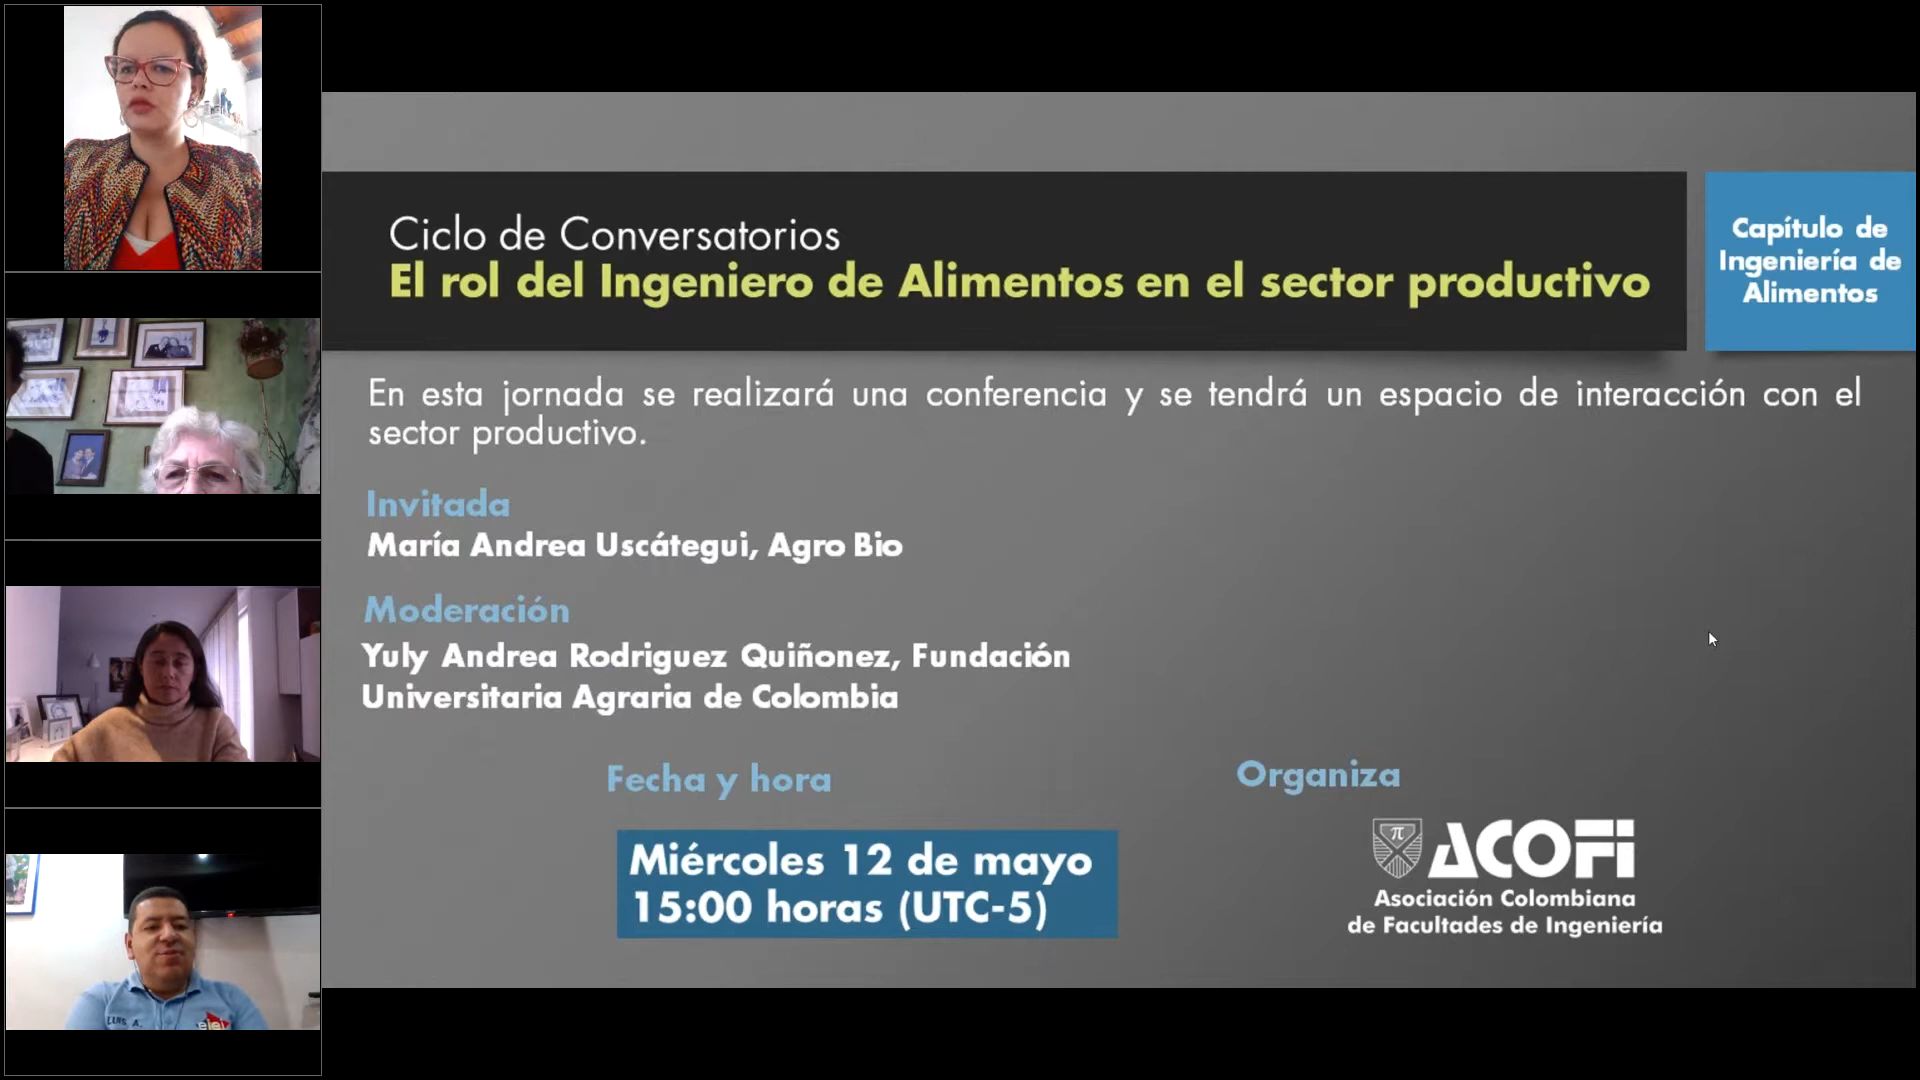 Ciclo de Conversatorios
El rol del Ingeniero de Alimentos en el sector productivo
Capítulo de
Ingeniería de
Alimentos
En esta jornada se realizará una conferencia y se tendrá un espacio de interacción con el
sector productivo.
Invitada
María Andrea Uscátegui, Agro Bio
Moderación
Yuly Andrea Rodriguez Quiñonez, Fundación
Universitaria Agraria de Colombia
Fecha y hora
Miércoles 12 de mayo
15:00 horas (UTC-5)
Organiza
π
ACOFI
Asociación Colombiana
de Facultades de Ingeniería
LUIS A.